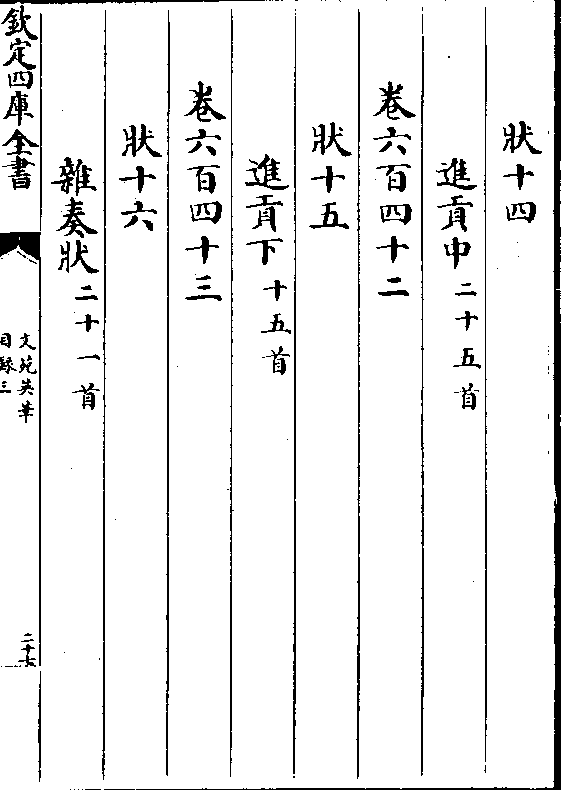 狀十四
進貢中二十五首
卷六百四十二
狀十五
進貢下十五首
卷六百四十三
狀十六
雜奏狀二十一首
欽定四庫全書
文苑英華
目錄三
二十七